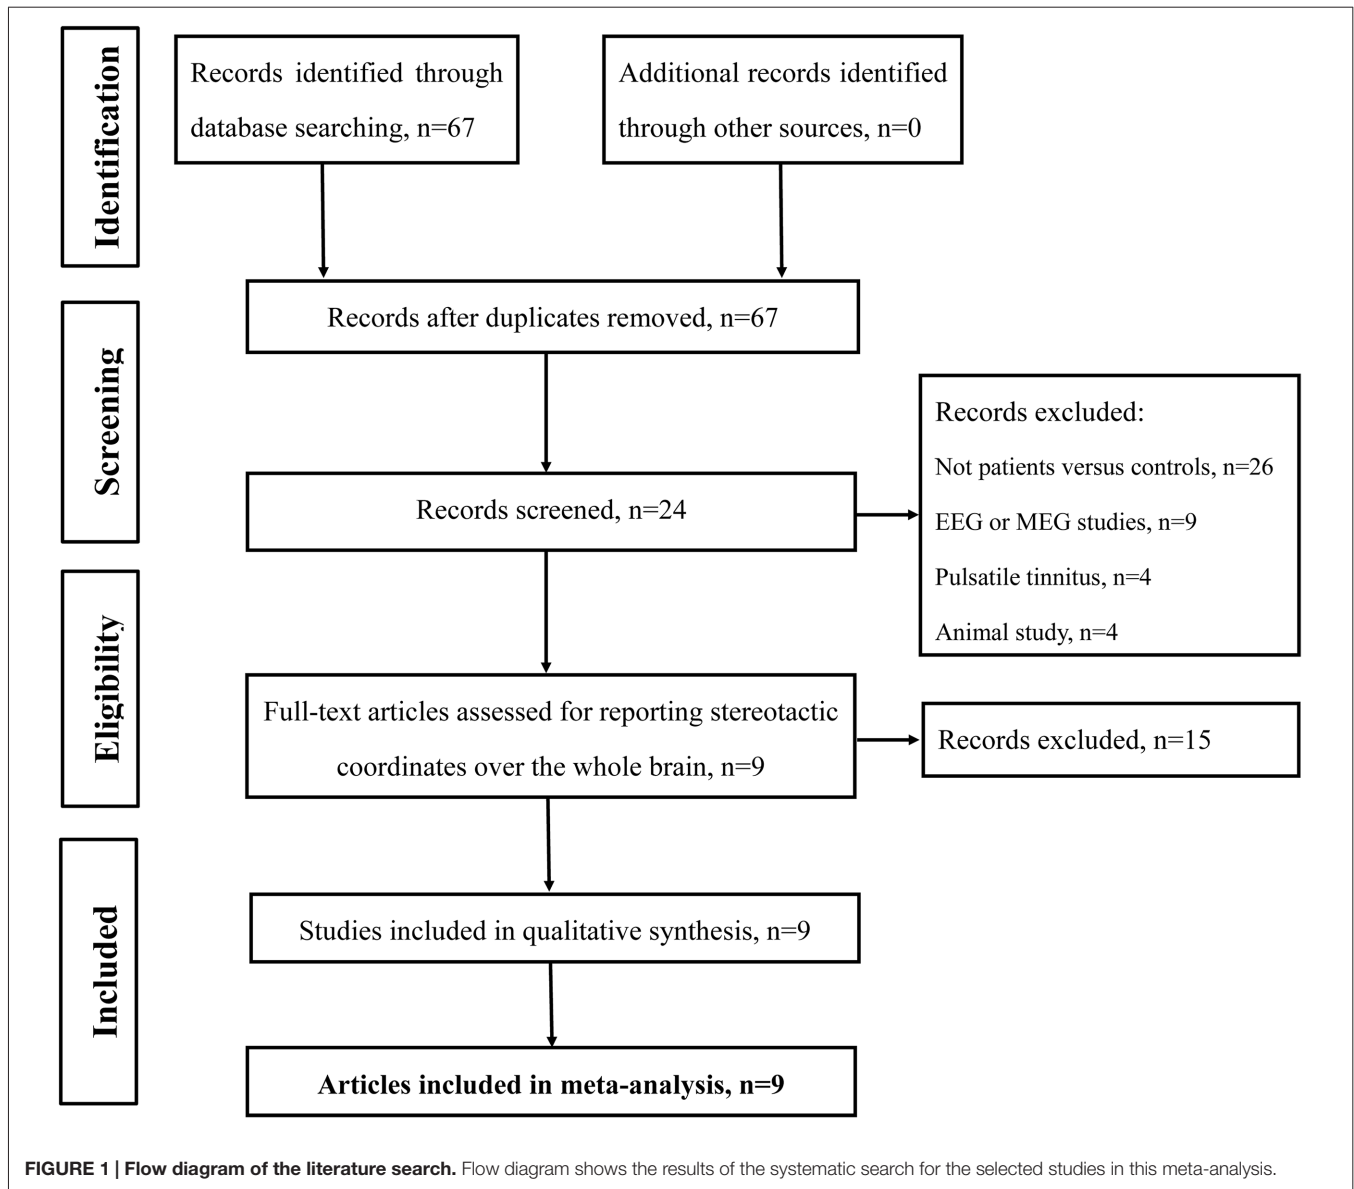 Identification
Records identified through
database searching, n=67
Additional records identified
through other sources, n=0
Screening
Records after duplicates removed, n=67
Records screened, n=24
Records excluded:
Not patients versus controls, n=26
EEG or MEG studies, n=9
Pulsatile tinnitus, n=4
Animal study, n=4
Eligibility
Full-text articles assessed for reporting stereotactic
coordinates over the whole brain, n=9
Records excluded, n=15
Included
Studies included in qualitative synthesis, n=9
Articles included in meta-analysis, n=9
FIGURE 1 | Flow diagram of the literature search. Flow diagram shows the results of the systematic search for the selected studies in this meta-analysis.